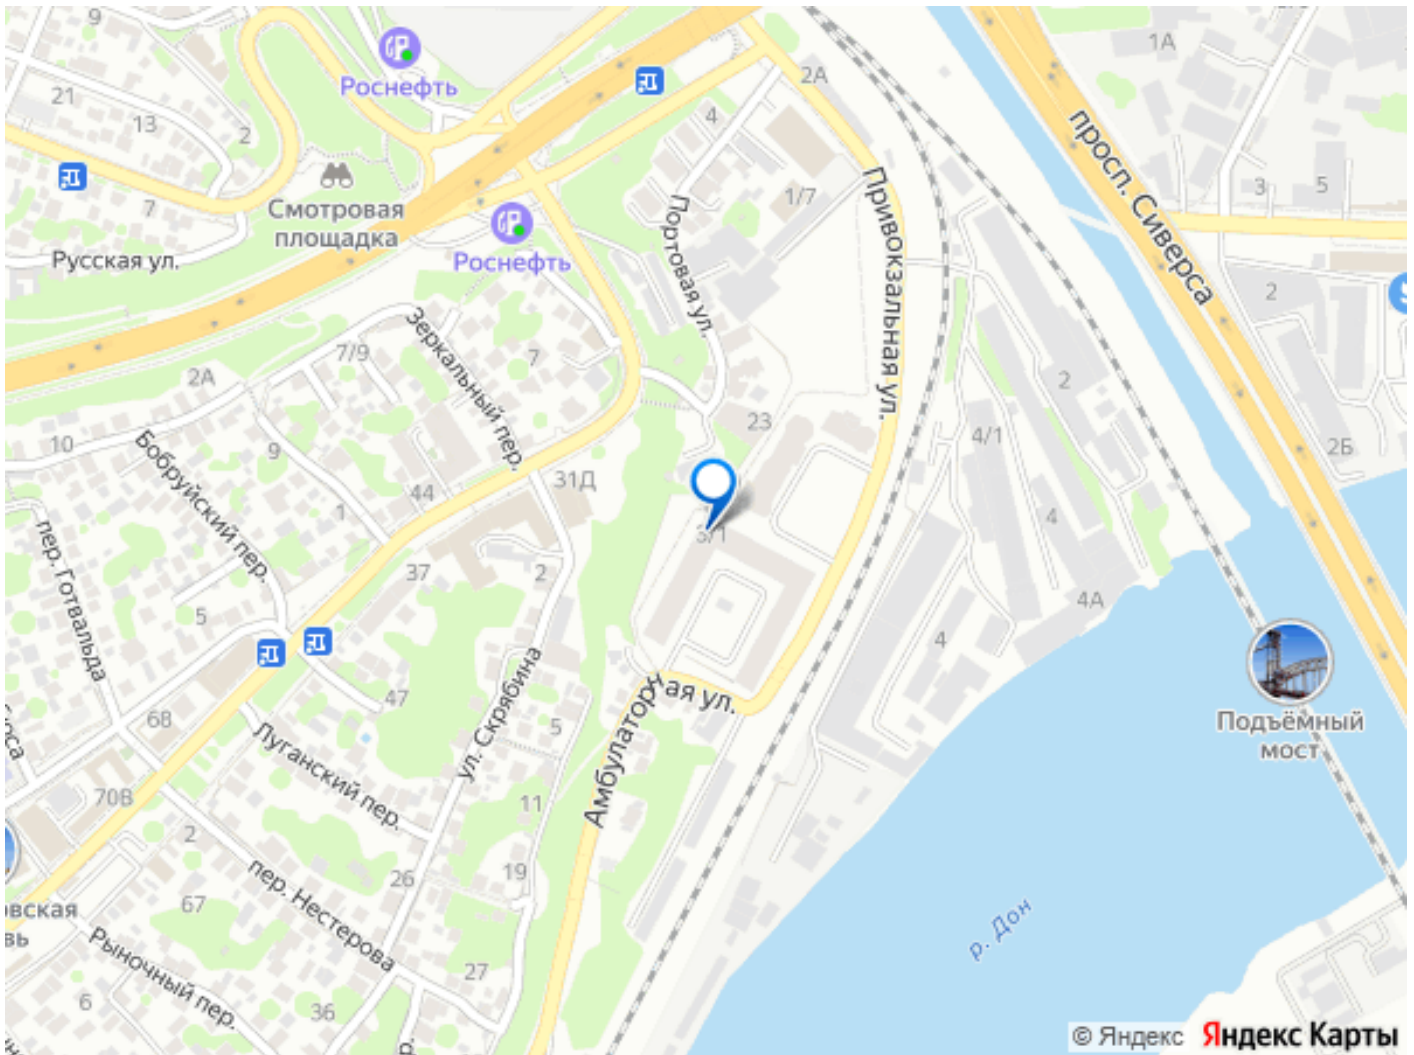 Роснефть
21
13
2
2А
1А
4
просп. Сиверса
3
5
Смотровая
площадка
7
1/7
Привокзальная ул.
Роснефть
Русская ул.
Портовая ул.
2
Зеркальный пер.
7/9
7
2А
2
10
9
23
4/1
2Б
Бобруйский пер.
44
31Д
1
3/1
4
пер. Готвальда
37
2
4А
5
4
ул. Скрябина
47
Амбулаторная ул.
68
5
Подъёмный
мост
Луганский пер.
70В
11
2
19
26
пер. Нестерова
67
р. Дон
Рыночный пер.
27
6
36
© Яндекс Яндекс Карты